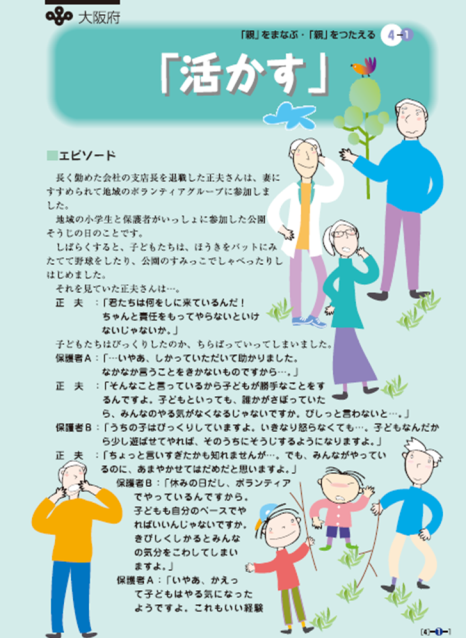 大阪府
「親」をまなぶ・「親」をつたえる 4-1
「活かす」
■エピソード
長く勤めた会社の支店長を退職した正夫さんは、妻に
すすめられて地域のボランティアグループに参加しま
した。
地域の小学生と保護者がいっしょに参加した公園
そうじの日のことです。
しばらくすると、子どもたちは、ほうきをバットにみ
たてて野球をしたり、公園のすみっこでしゃべったりし
はじめました。
それを見ていた正夫さんは…。
正　夫　：「君たちは何をしに来ているんだ！
ちゃんと責任をもってやらないといけ
ないじゃないか。」
子どもたちはびっくりしたのか、ちらばっていってしまいました。
保護者A：「…いやあ、しかっていただいて助かりました。
なかなか言うことをきかないものですから…。」
正　夫　：「そんなこと言っているから子どもが勝手なことをす
るんですよ。子どもといっても、誰かがさぼっていた
ら、みんなのやる気がなくなるじゃないですか。びしっと言わないと…。」
保護者B：「うちの子はびっくりしていますよ。いきなり怒らなくても…。子どもなんだか
ら少し遊ばせてやれば、そのうちにそうじするようになりますよ。」
正　夫　：「ちょっと言いすぎたかも知れませんが…。でも、みんながやってい
るのに、あまやかせてはだめだと思いますよ。」
保護者B：「休みの日だし、ボランティア
でやっているんですから、
子どもも自分のペースでや
ればいいんじゃないですか。
きびしくしかるとみんな
の気分をこわしてしまい
ますよ。」
保護者A：「いやあ、かえっ
て子どもはやる気になった
ようですよ。これもいい経験
[4]-1-1